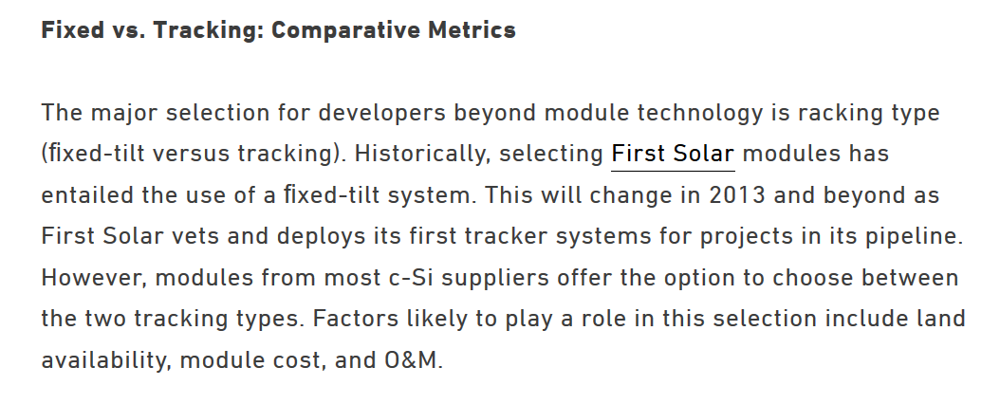 Fixed vs. Tracking: Comparative Metrics
The major selection for developers beyond module technology is racking type
(fixed-tilt versus tracking). Historically, selecting First Solar modules has
entailed the use of a fixed-tilt system. This will change in 2013 and beyond as
First Solar vets and deploys its first tracker systems for projects in its pipeline.
However, modules from most c-Si suppliers offer the option to choose between
the two tracking types. Factors likely to play a role in this selection include land
availability, module cost, and O&M.